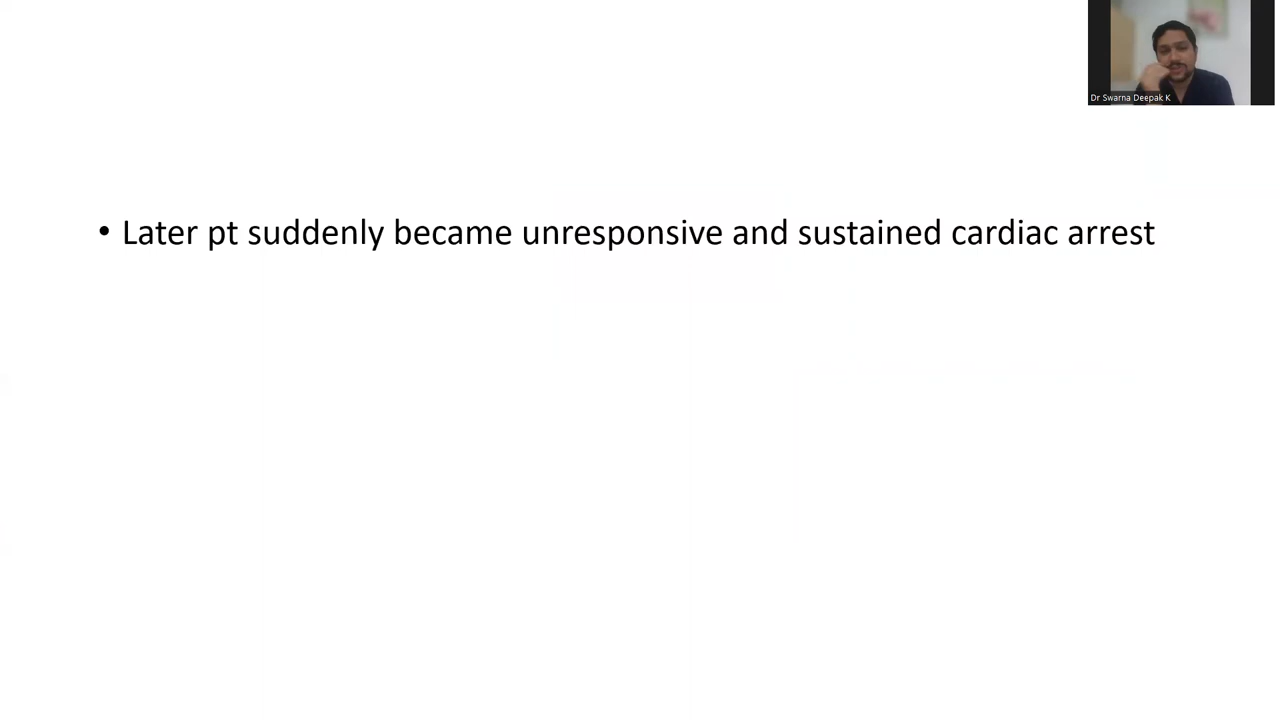 Dr Swarna Deepak K
• Later pt suddenly became unresponsive and sustained cardiac arrest